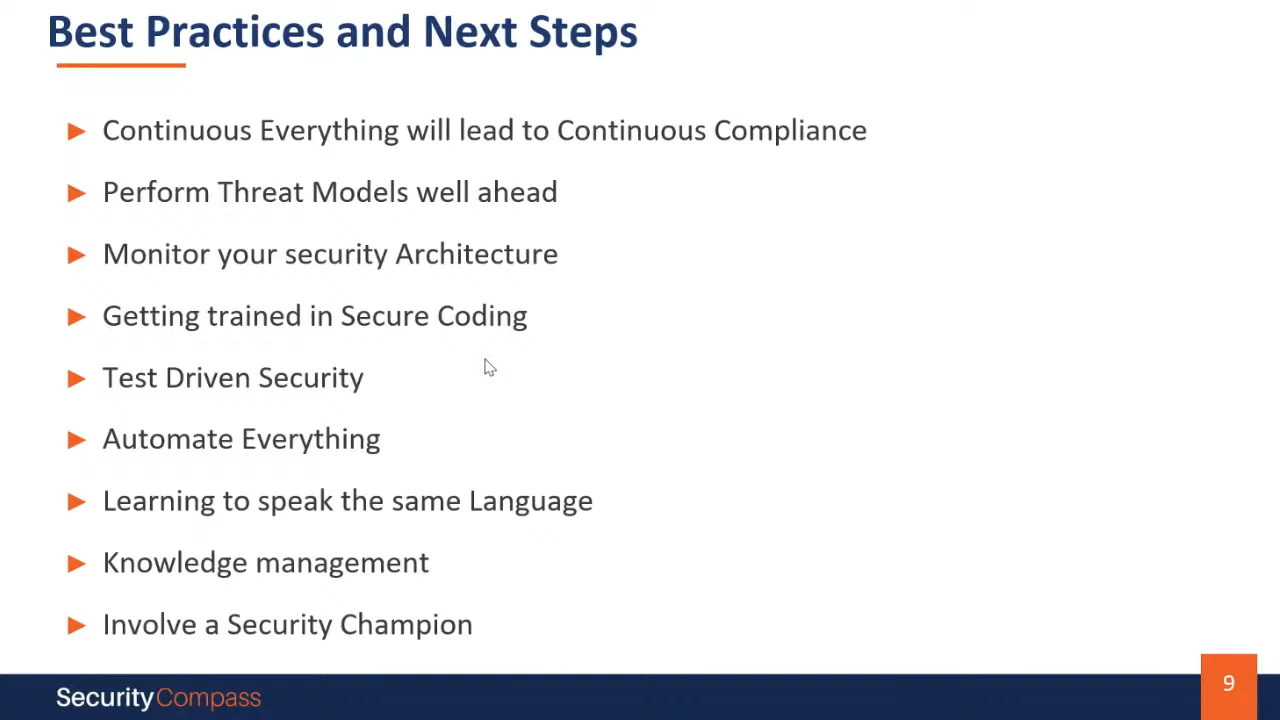 Best Practices and Next Steps
► Continuous Everything will lead to Continuous Compliance
► Perform Threat Models well ahead
► Monitor your security Architecture
► Getting trained in Secure Coding
► Test Driven Security
► Automate Everything
► Learning to speak the same Language
► Knowledge management
► Involve a Security Champion
SecurityCompass
9